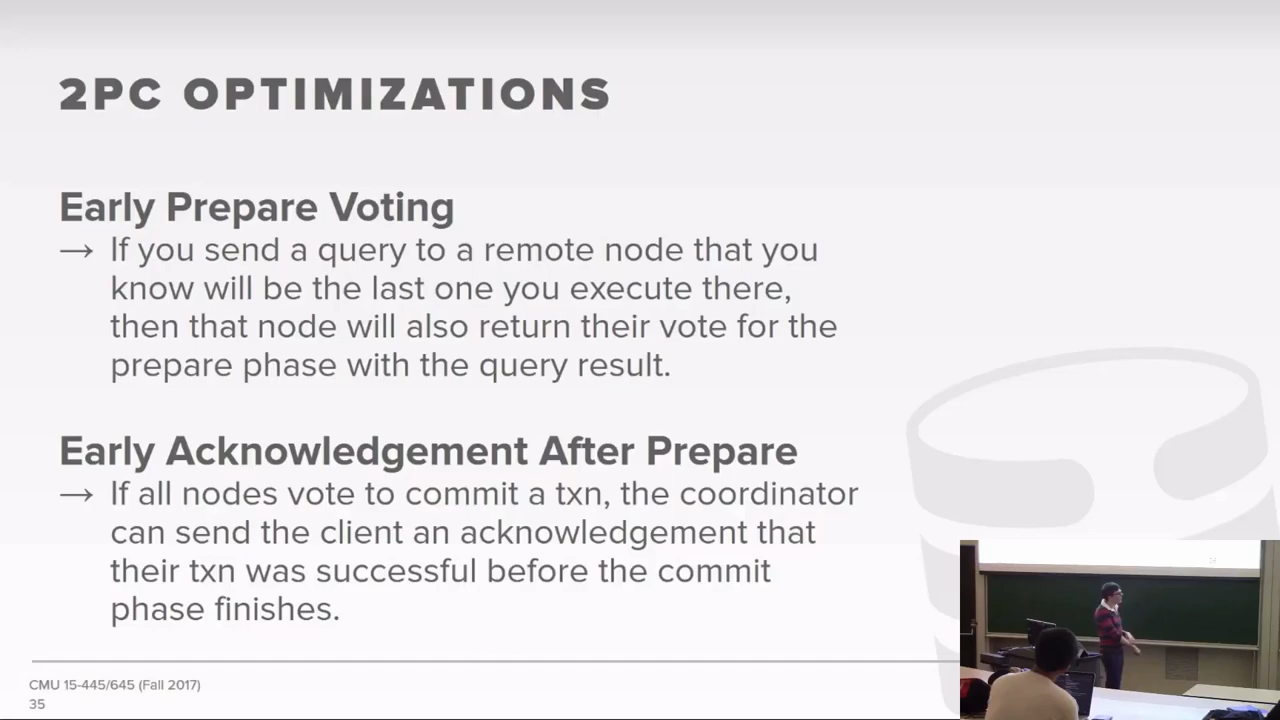 2PC OPTIMIZATIONS
Early Prepare Voting
→ If you send a query to a remote node that you
know will be the last one you execute there,
then that node will also return their vote for the
prepare phase with the query result.
Early Acknowledgement After Prepare
→ If all nodes vote to commit a txn, the coordinator
can send the client an acknowledgement that
their txn was successful before the commit
phase finishes.
CMU 15-445/645 (Fall 2017)
35